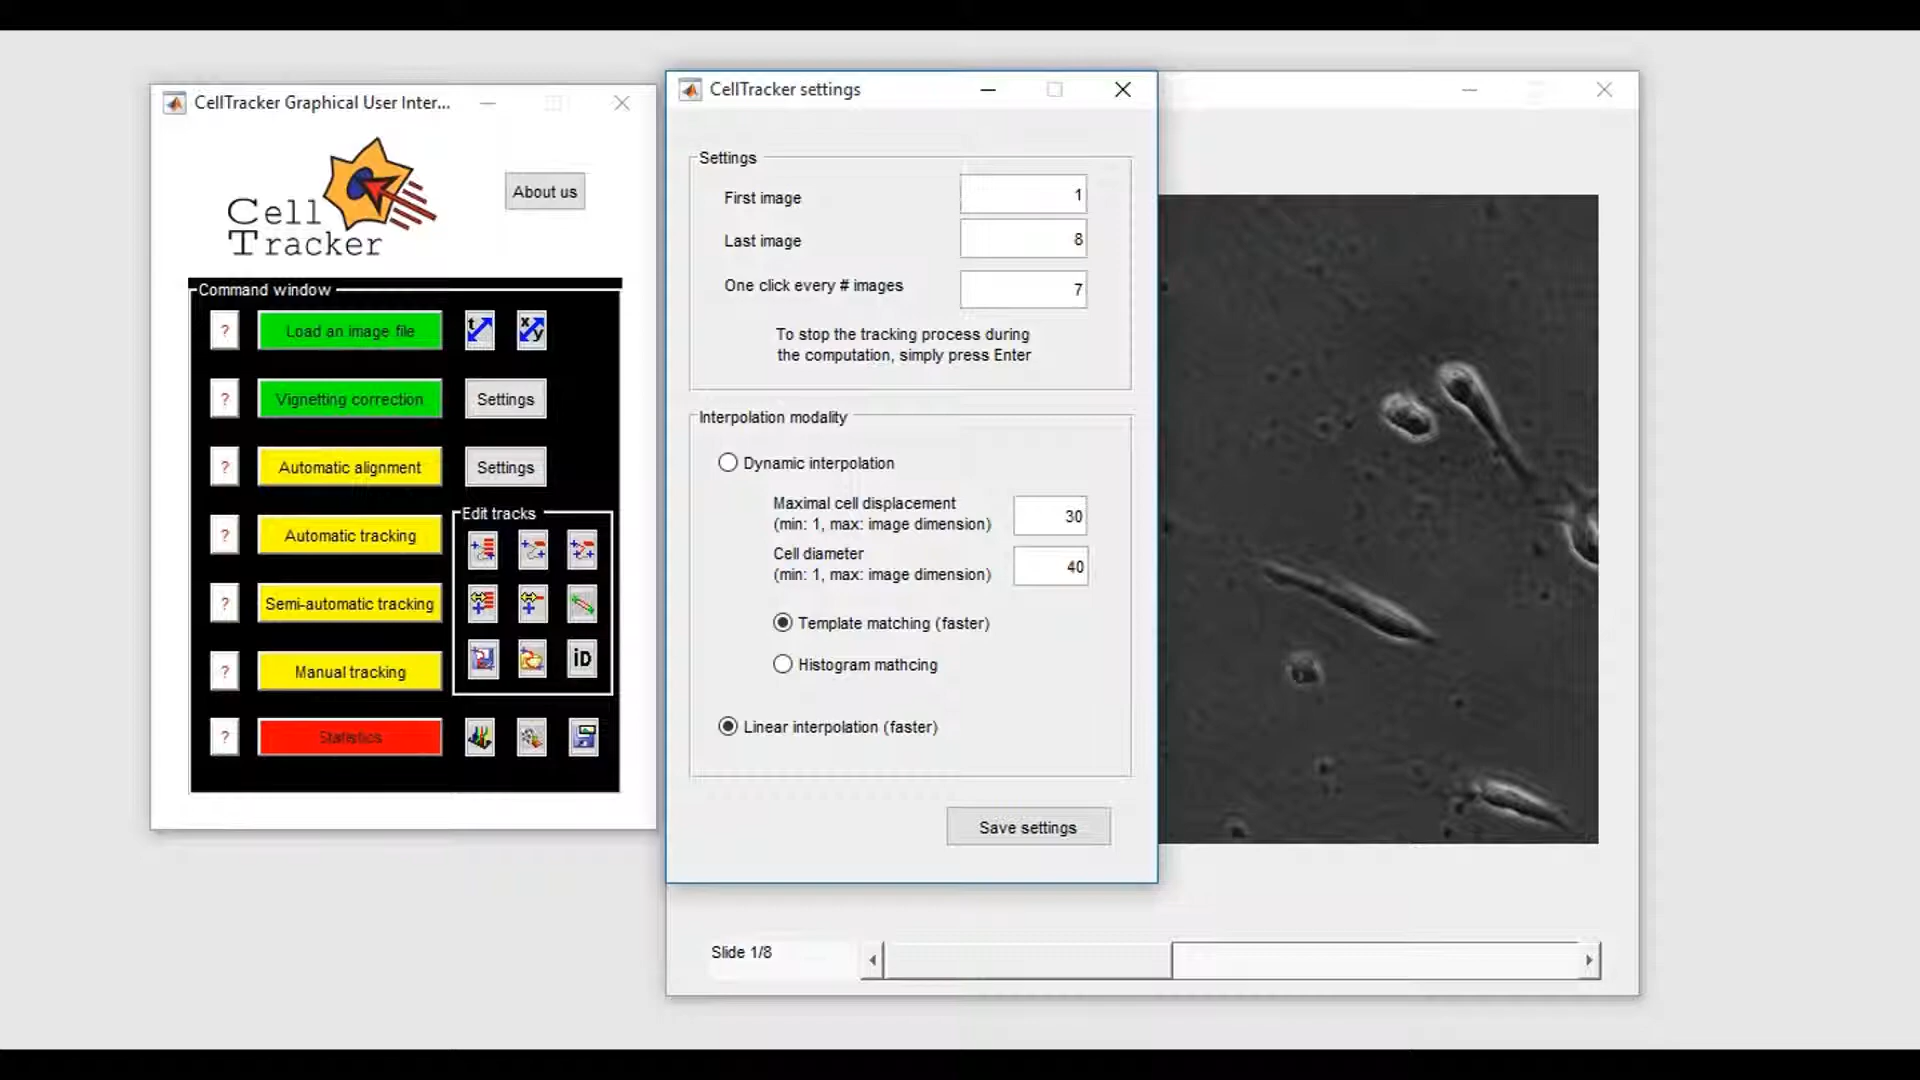 CellTracker Graphical User Inter...
Cell
Tracker
About us
Command window
? Load an image file t x y
? Vignetting correction Settings
? Automatic alignment Settings
? Automatic tracking
Edit tracks
? Semi-automatic tracking
? Manual tracking
iD
? Statistics
CellTracker settings
Settings
First image 1
Last image 8
One click every # images 7
To stop the tracking process during
the computation, simply press Enter
Interpolation modality
Dynamic interpolation
Maximal cell displacement
(min: 1, max: image dimension) 30
Cell diameter
(min: 1, max: image dimension) 40
Template matching (faster)
Histogram mathcing
Linear interpolation (faster)
Save settings
Slide 1/8